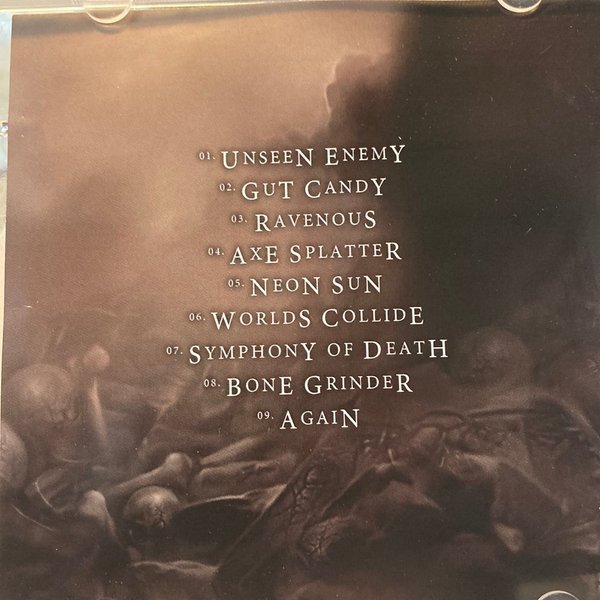 01. Unseen Enemy
02. Gut Candy
03. Ravenous
04. Axe Splatter
05. Neon Sun
06. Worlds Collide
07. Symphony of Death
08. Bone Grinder
09. Again